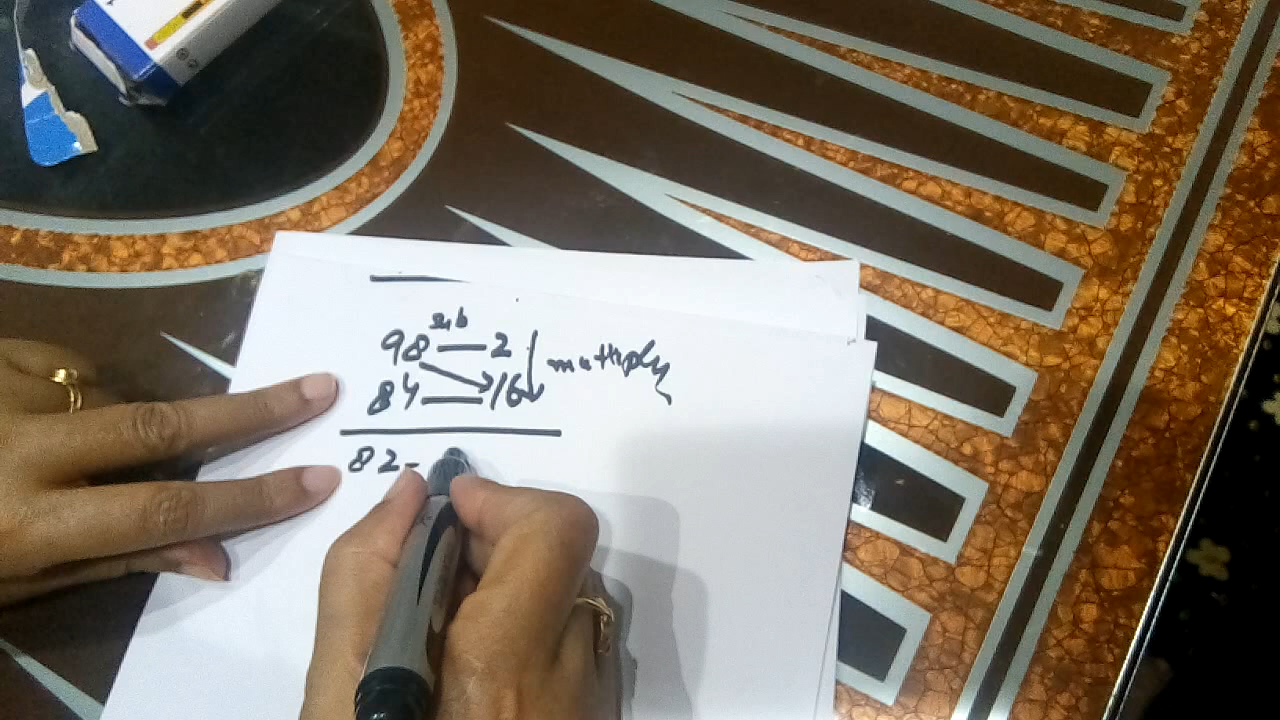 sub
98 — 2 multiply
84 — 16
82 -